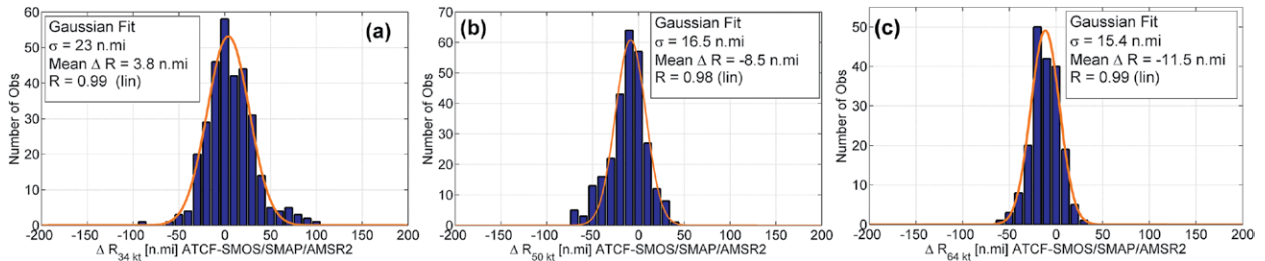 Gaussian Fit
σ = 23 n.mi
Mean Δ R = 3.8 n.mi
R = 0.99 (lin)
(a)
Number of Obs
60
50
40
30
20
10
0
-200 -150 -100 -50 0 50 100 150 200
Δ R34 kt [n.mi] ATCF-SMOS/SMAP/AMSR2
(b)
Gaussian Fit
σ = 16.5 n.mi
Mean Δ R = -8.5 n.mi
R = 0.98 (lin)
Number of Obs
70
60
50
40
30
20
10
0
-200 -150 -100 -50 0 50 100 150 200
Δ R50 kt [n.mi] ATCF-SMOS/SMAP/AMSR2
(c)
Gaussian Fit
σ = 15.4 n.mi
Mean Δ R = -11.5 n.mi
R = 0.99 (lin)
Number of Obs
50
40
30
20
10
0
-200 -150 -100 -50 0 50 100 150 200
Δ R64 kt [n.mi] ATCF-SMOS/SMAP/AMSR2